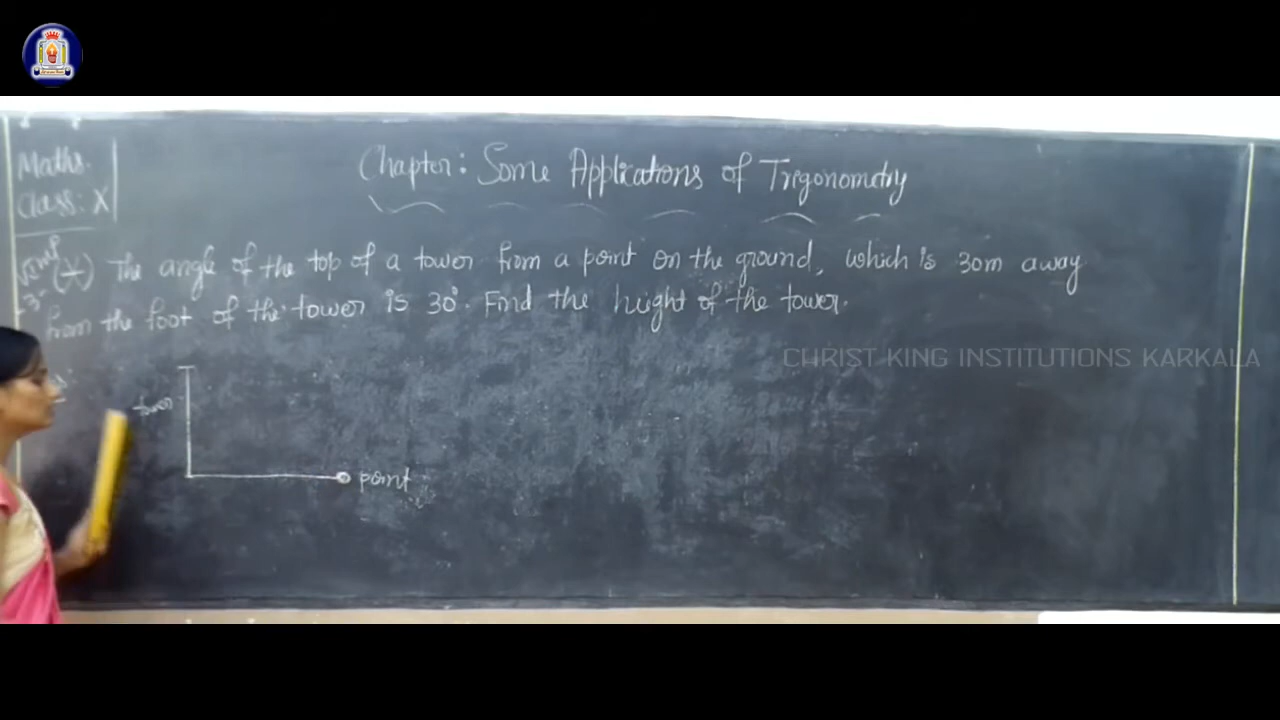 Maths.
Class: X
Chapter: Some Applications of Trigonometry
The angle of the top of a tower from a point on the ground, which is 30m away
from the foot of the tower is 30°. Find the height of the tower.
CHRIST KING INSTITUTIONS KARKALA
tower
point